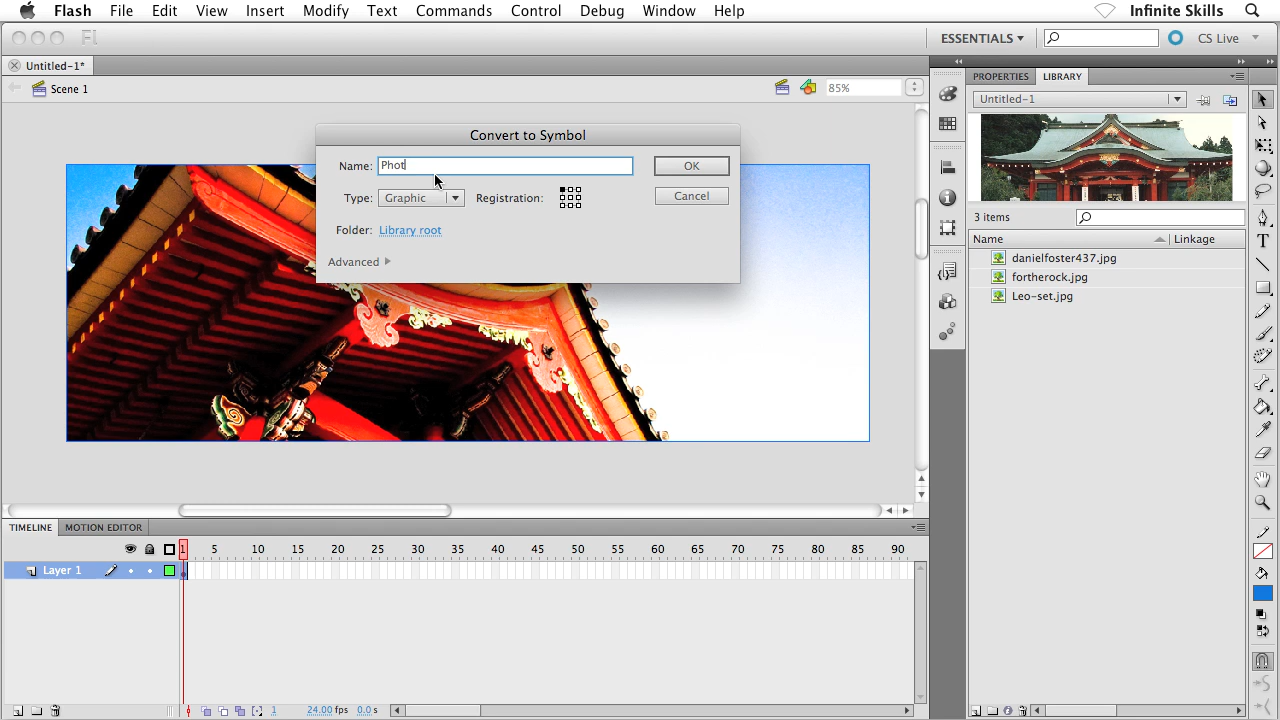 Flash File Edit View Insert Modify Text Commands Control Debug Window Help Infinite Skills
Fl ESSENTIALS CS Live
Untitled-1*
Scene 1 85%
PROPERTIES LIBRARY
Untitled-1
3 items
Name Linkage
danielfoster437.jpg
fortherock.jpg
Leo-set.jpg
Convert to Symbol
Name: Phot OK
Type: Graphic Registration: Cancel
Folder: Library root
Advanced
TIMELINE MOTION EDITOR
1 5 10 15 20 25 30 35 40 45 50 55 60 65 70 75 80 85 90
Layer 1
1 24.00 fps 0.0 s